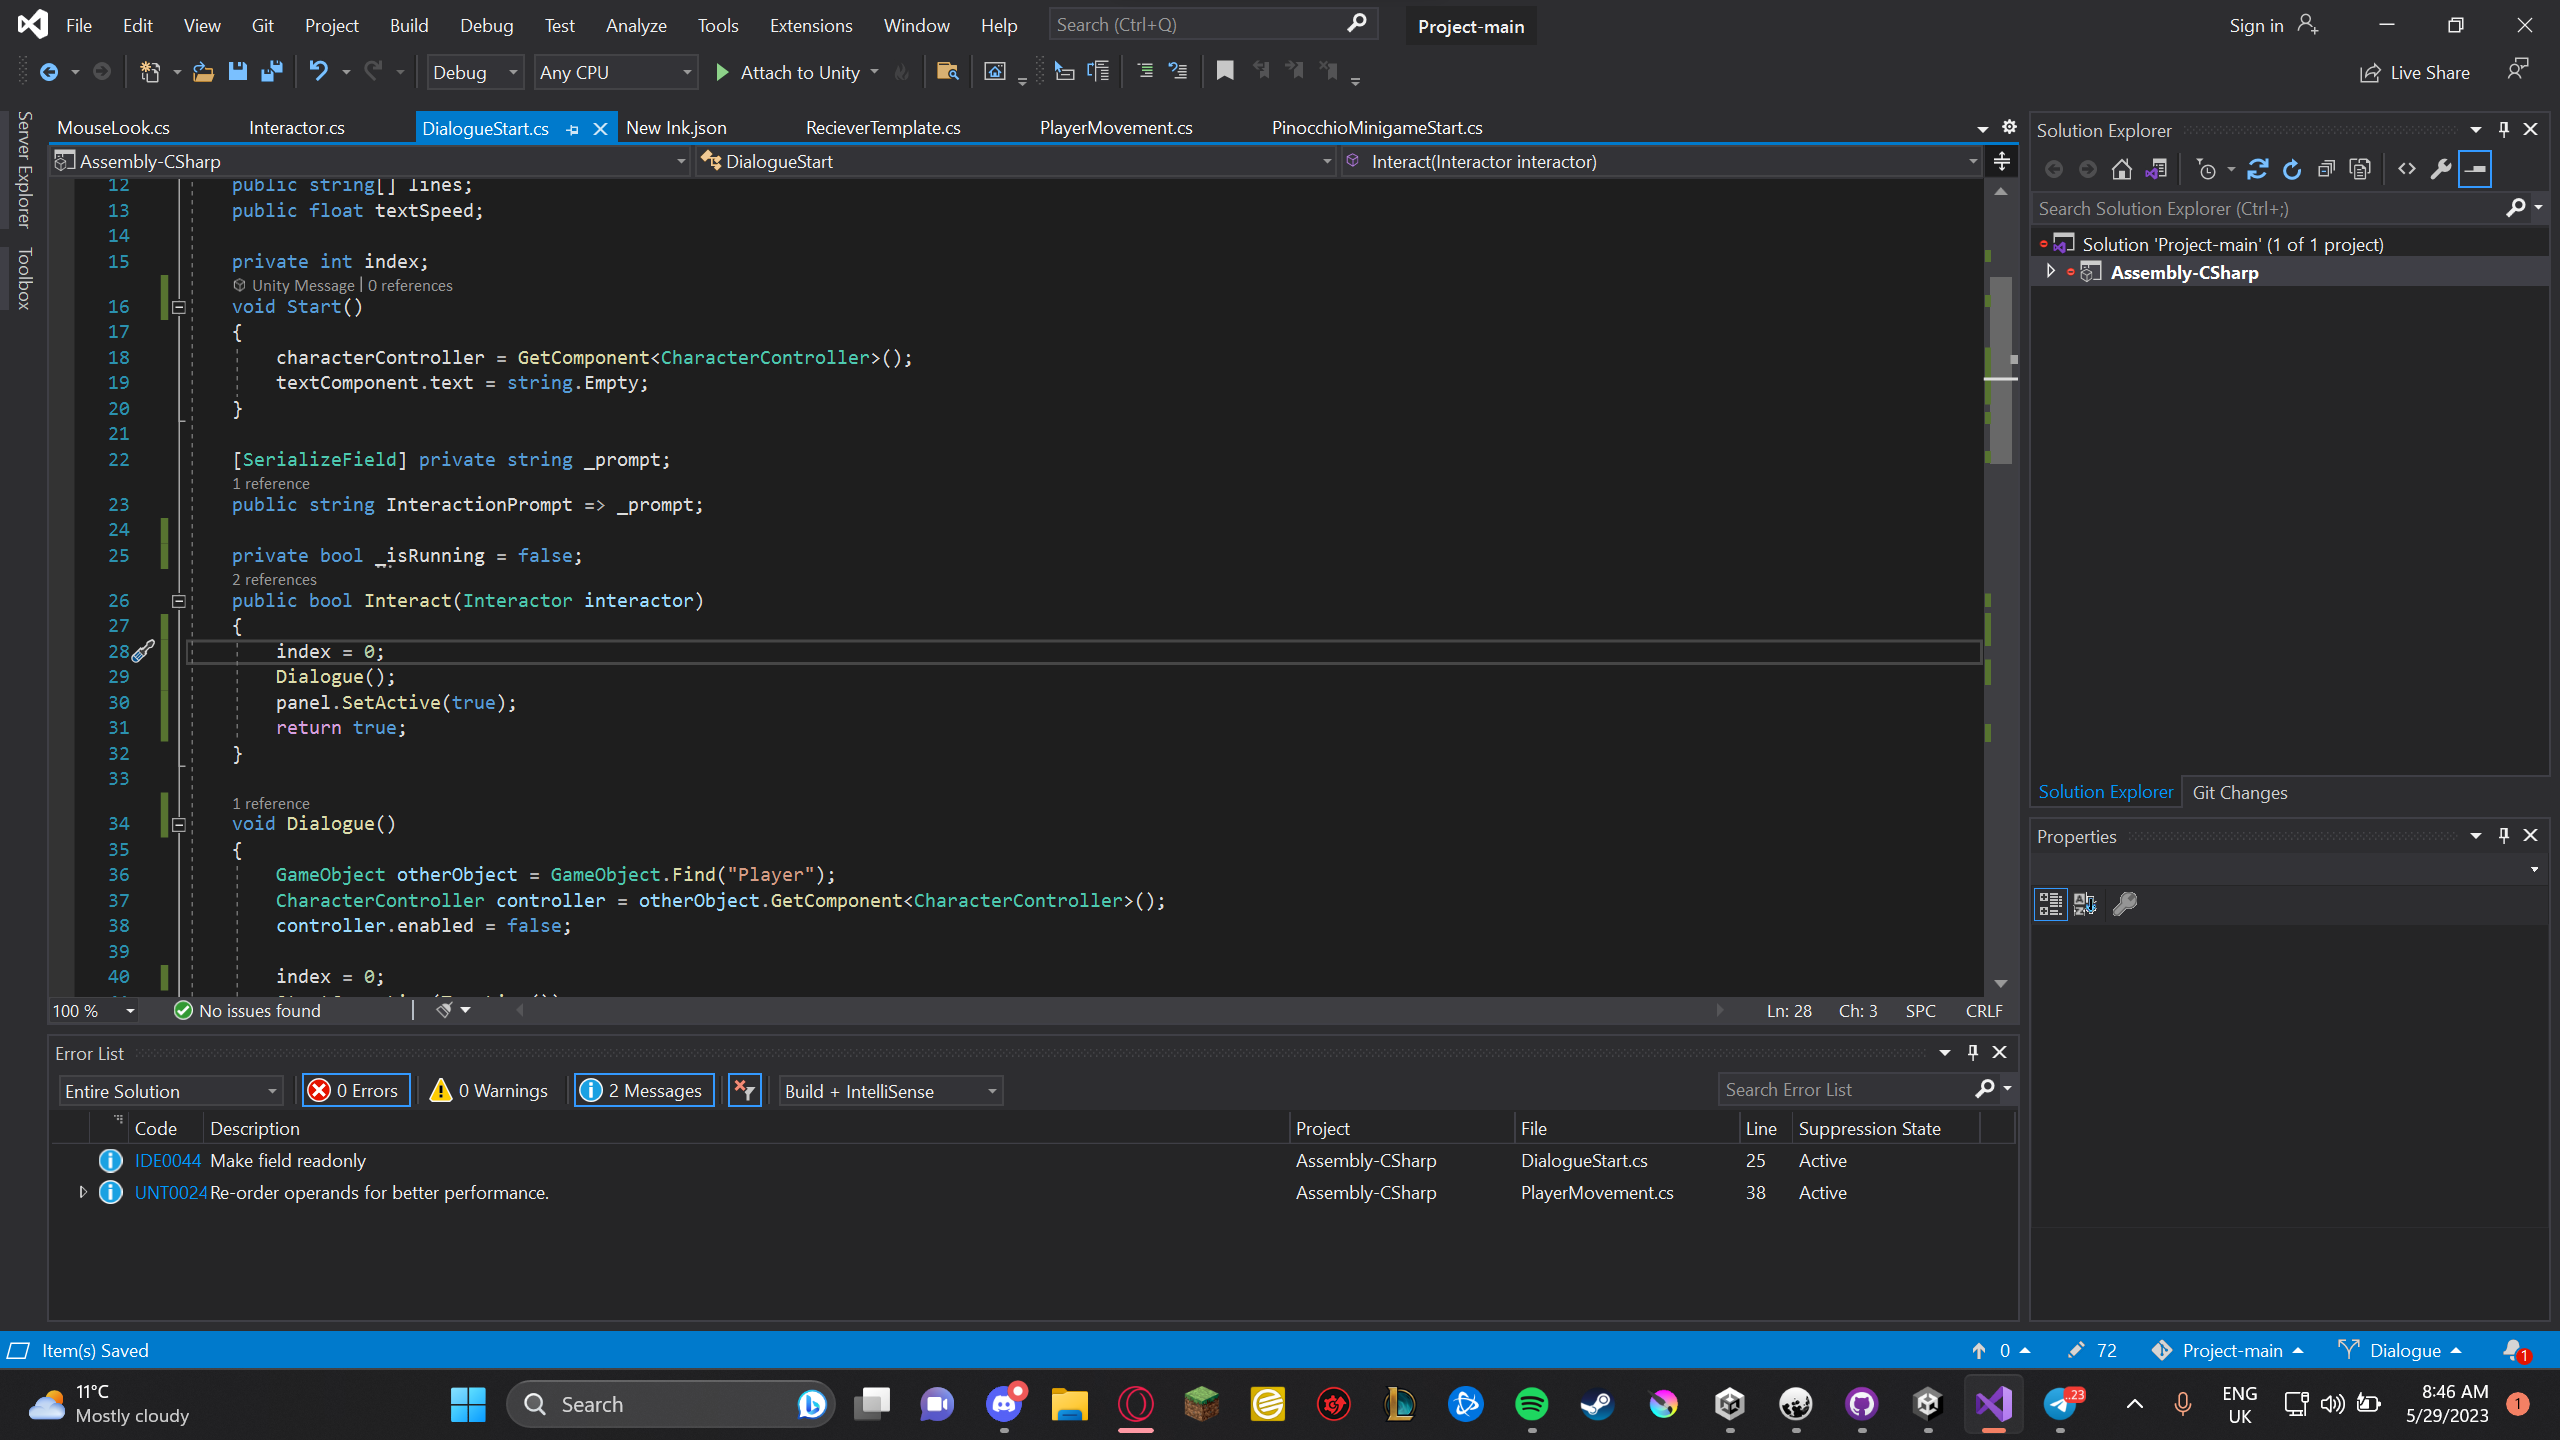 File Edit View Git Project Build Debug Test Analyze Tools Extensions Window Help Search (Ctrl+Q) Project-main Sign in
Debug Any CPU Attach to Unity Live Share
Server Explorer
Toolbox
MouseLook.cs Interactor.cs DialogueStart.cs New Ink.json RecieverTemplate.cs PlayerMovement.cs PinocchioMinigameStart.cs
Assembly-CSharp DialogueStart Interact(Interactor interactor)
12 public string[] lines;
13 public float textSpeed;
14
15 private int index;
Unity Message | 0 references
16 void Start()
17 {
18 characterController = GetComponent<CharacterController>();
19 textComponent.text = string.Empty;
20 }
21
22 [SerializeField] private string _prompt;
1 reference
23 public string InteractionPrompt => _prompt;
24
25 private bool _isRunning = false;
2 references
26 public bool Interact(Interactor interactor)
27 {
28 index = 0;
29 Dialogue();
30 panel.SetActive(true);
31 return true;
32 }
33
1 reference
34 void Dialogue()
35 {
36 GameObject otherObject = GameObject.Find("Player");
37 CharacterController controller = otherObject.GetComponent<CharacterController>();
38 controller.enabled = false;
39
40 index = 0;
100 % No issues found Ln: 28 Ch: 3 SPC CRLF
Error List
Entire Solution 0 Errors 0 Warnings 2 Messages Build + IntelliSense Search Error List
Code Description Project File Line Suppression State
IDE0044 Make field readonly Assembly-CSharp DialogueStart.cs 25 Active
UNT0024 Re-order operands for better performance. Assembly-CSharp PlayerMovement.cs 38 Active
Solution Explorer
Search Solution Explorer (Ctrl+;)
Solution 'Project-main' (1 of 1 project)
Assembly-CSharp
Solution Explorer Git Changes
Properties
Item(s) Saved 0 72 Project-main Dialogue 1
11°C
Mostly cloudy
Search
23
ENG
UK
8:46 AM
5/29/2023
1